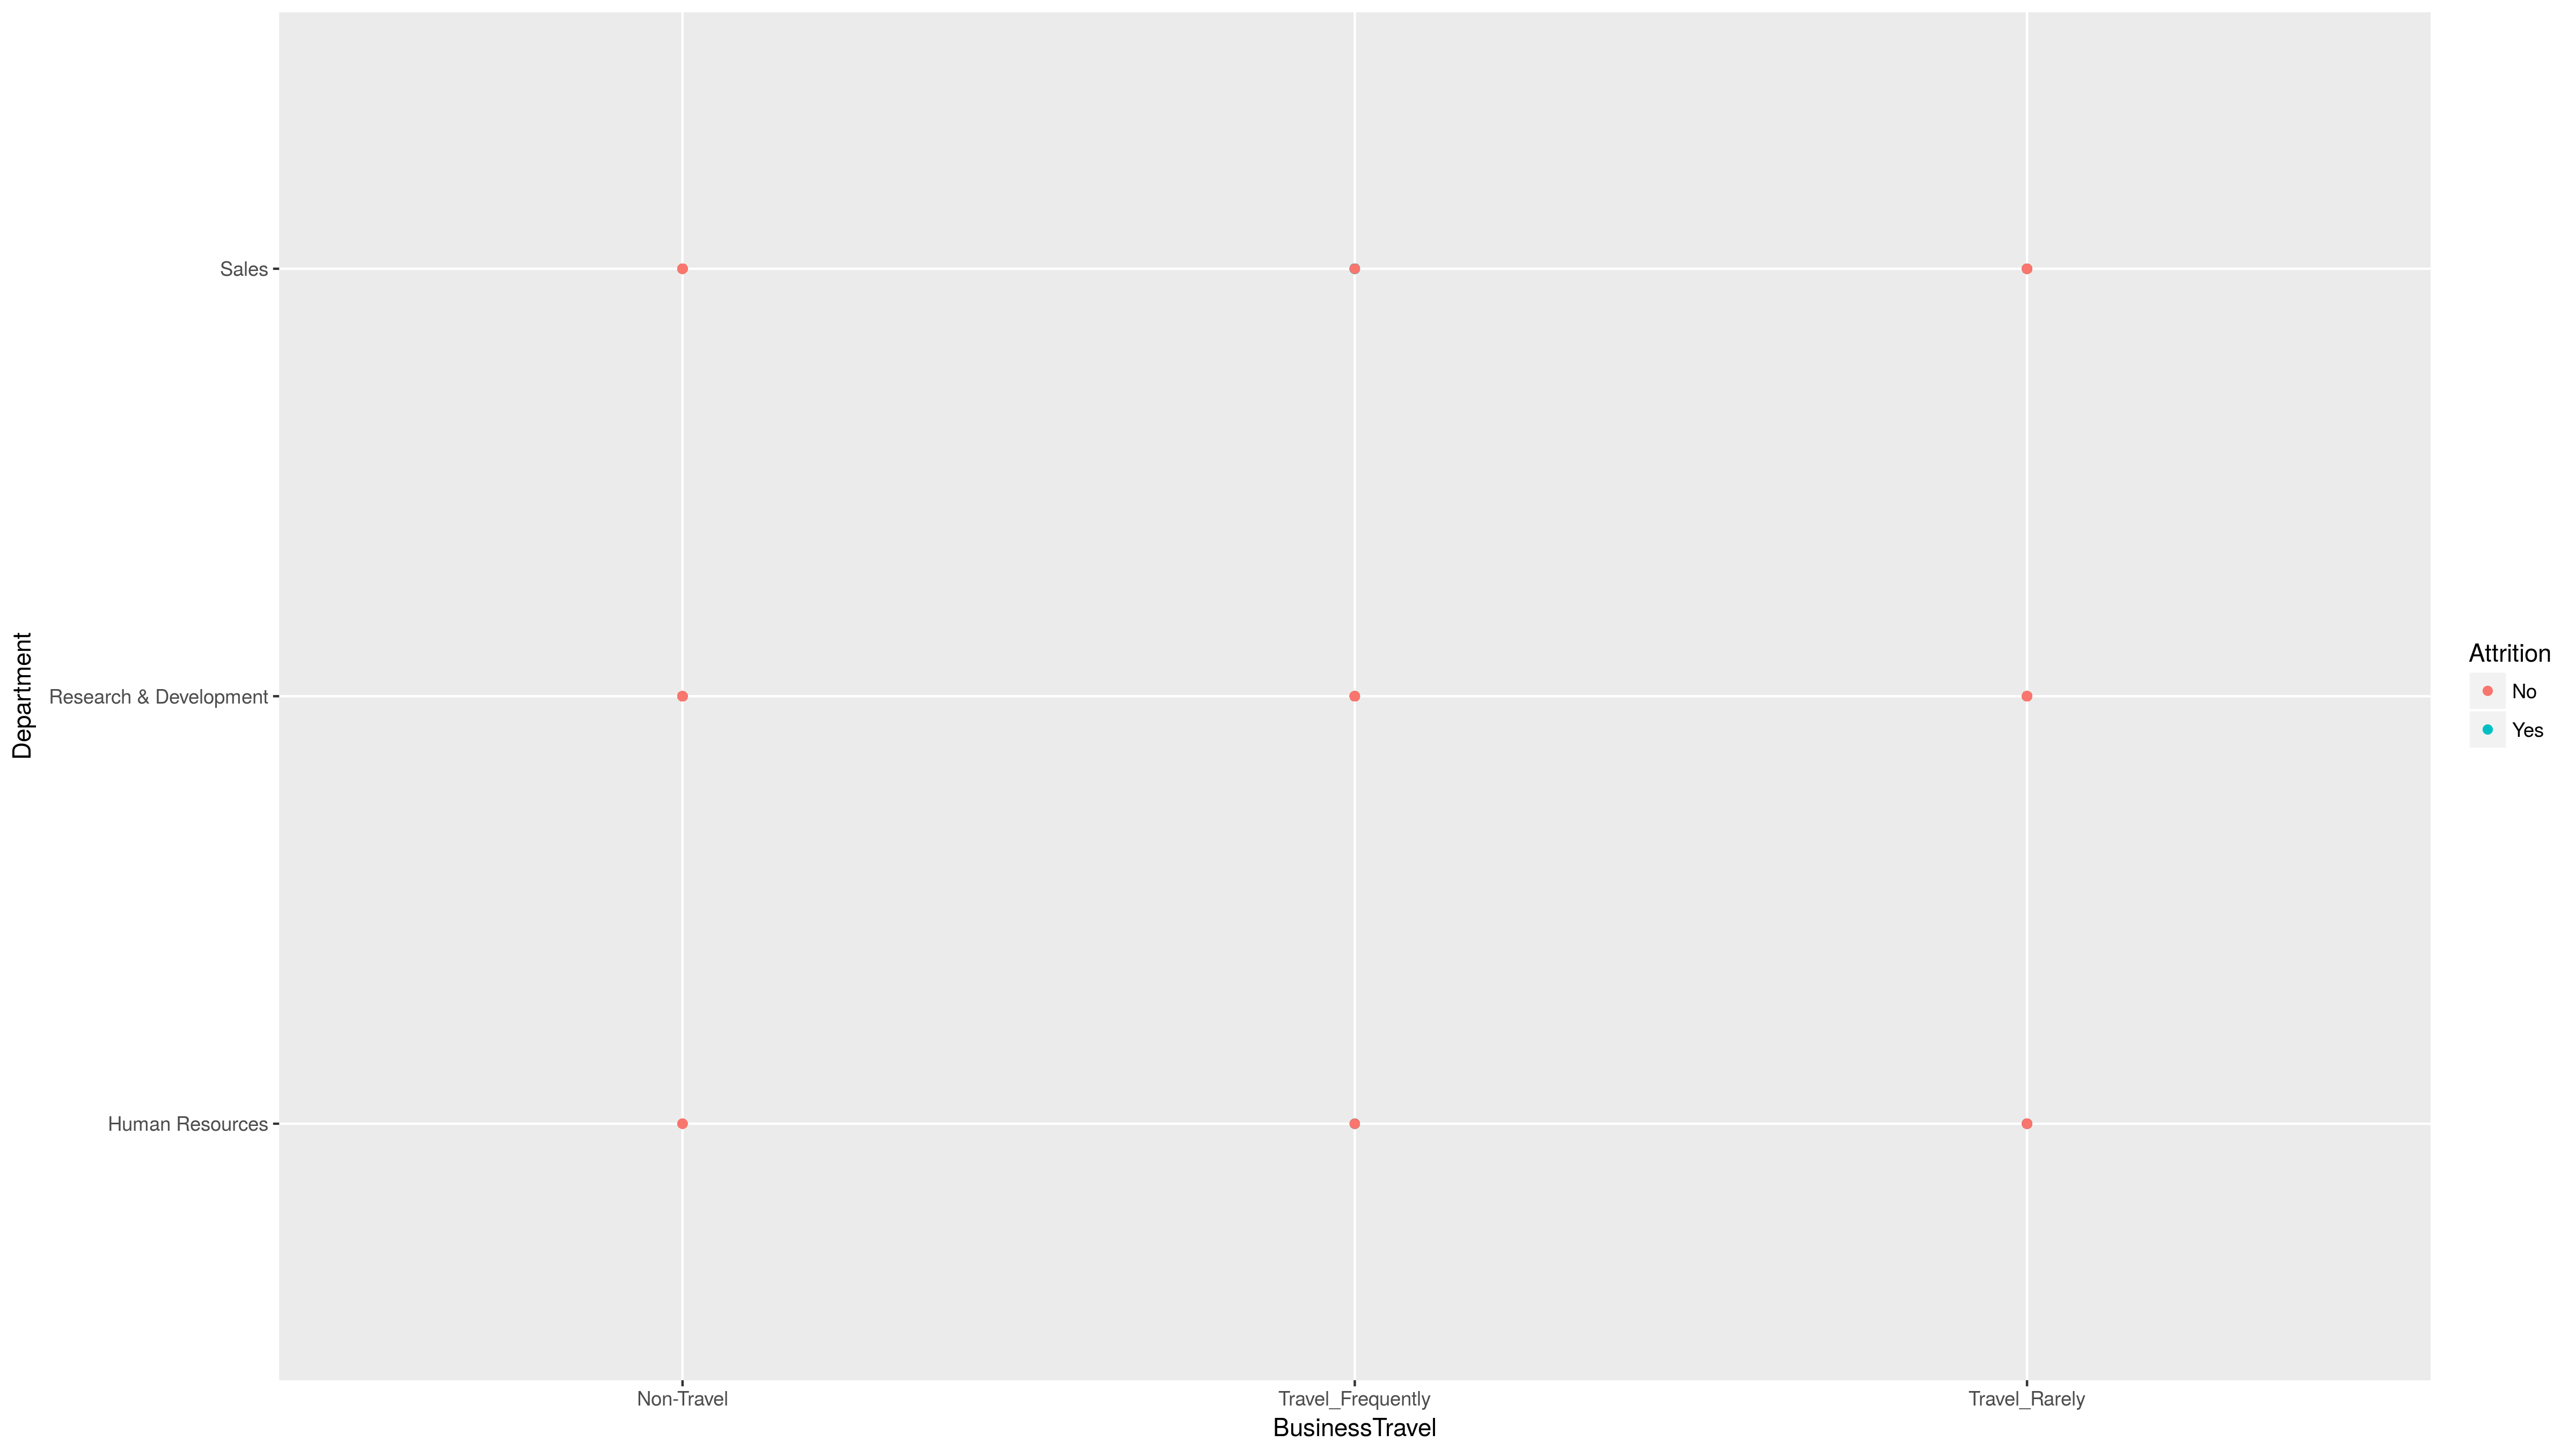 Department
Sales
Research & Development
Human Resources
Non-Travel
Travel_Frequently
Travel_Rarely
BusinessTravel
Attrition
No
Yes